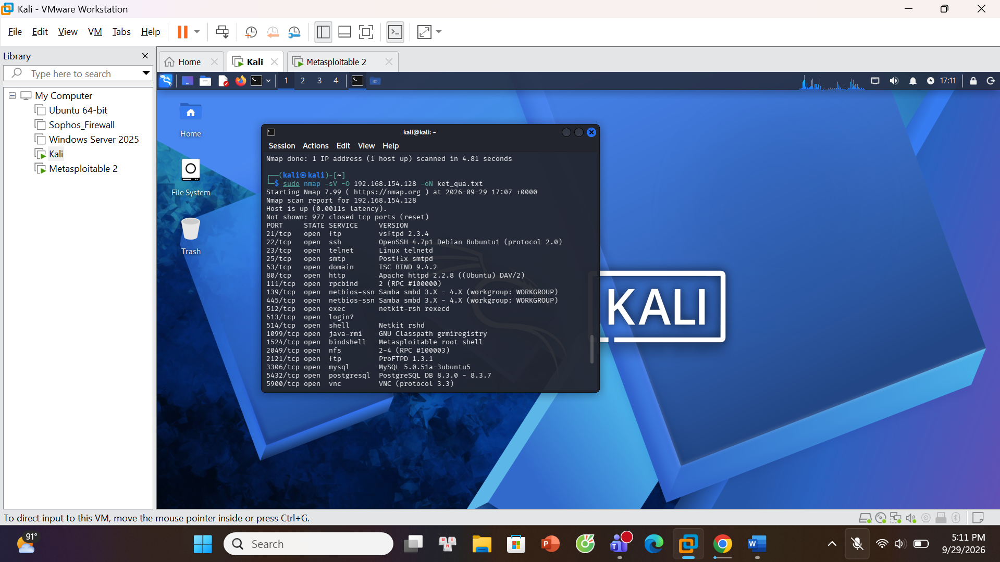 Kali - VMware Workstation
File Edit View VM Tabs Help
Library
Type here to search
My Computer
Ubuntu 64-bit
Sophos_Firewall
Windows Server 2025
Kali
Metasploitable 2
Home
Kali
Metasploitable 2
1 2 3 4
17:11
Home
File System
Trash
kali@kali: ~
Session Actions Edit View Help
Nmap done: 1 IP address (1 host up) scanned in 4.81 seconds
┌──(kali㉿kali)-[~]
└─$ sudo nmap -sV -O 192.168.154.128 -oN ket_qua.txt
Starting Nmap 7.99 ( https://nmap.org ) at 2026-09-29 17:07 +0000
Nmap scan report for 192.168.154.128
Host is up (0.0011s latency).
Not shown: 977 closed tcp ports (reset)
PORT STATE SERVICE VERSION
21/tcp open ftp vsftpd 2.3.4
22/tcp open ssh OpenSSH 4.7p1 Debian 8ubuntu1 (protocol 2.0)
23/tcp open telnet Linux telnetd
25/tcp open smtp Postfix smtpd
53/tcp open domain ISC BIND 9.4.2
80/tcp open http Apache httpd 2.2.8 ((Ubuntu) DAV/2)
111/tcp open rpcbind 2 (RPC #100000)
139/tcp open netbios-ssn Samba smbd 3.X - 4.X (workgroup: WORKGROUP)
445/tcp open netbios-ssn Samba smbd 3.X - 4.X (workgroup: WORKGROUP)
512/tcp open exec netkit-rsh rexecd
513/tcp open login?
514/tcp open shell Netkit rshd
1099/tcp open java-rmi GNU Classpath grmiregistry
1524/tcp open bindshell Metasploitable root shell
2049/tcp open nfs 2-4 (RPC #100003)
2121/tcp open ftp ProFTPD 1.3.1
3306/tcp open mysql MySQL 5.0.51a-3ubuntu5
5432/tcp open postgresql PostgreSQL DB 8.3.0 - 8.3.7
5900/tcp open vnc VNC (protocol 3.3)
KALI
To direct input to this VM, move the mouse pointer inside or press Ctrl+G.
91°
Search
5:11 PM
9/29/2026